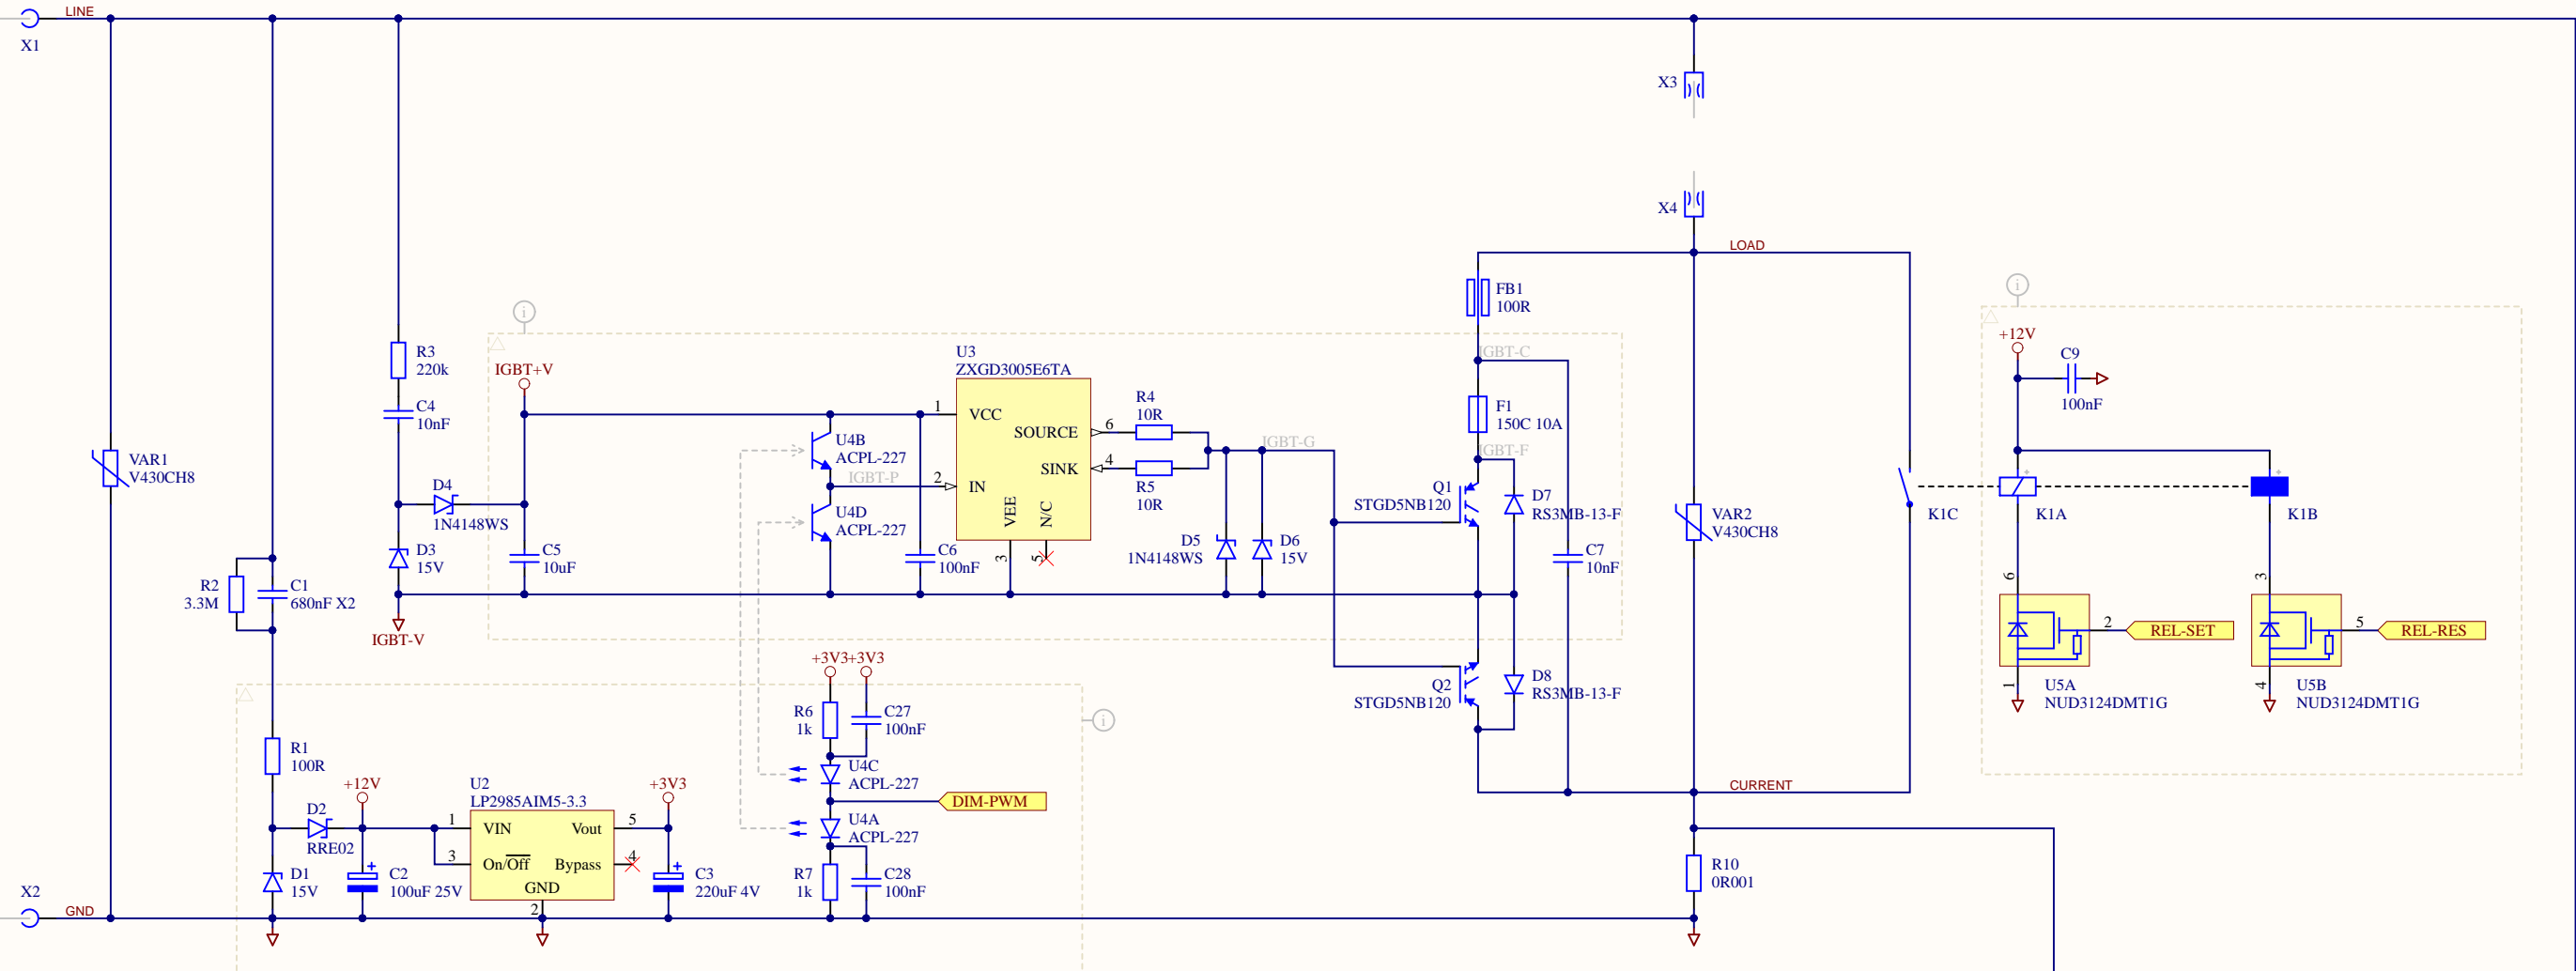 LINE
X1
X3
X4
LOAD
FB1
100R
+12V
C9
100nF
R3
220k
IGBT+V
U3
ZXGD3005E6TA
IGBT-C
C4
10nF
1
VCC
R4
10R
F1
150C 10A
SOURCE
6
U4B
ACPL-227
IGBT-G
IGBT-F
VAR1
V430CH8
SINK
4
IGBT-P
2
IN
D4
1N4148WS
R5
10R
Q1
STGD5NB120
D7
RS3MB-13-F
U4D
ACPL-227
VEE
N/C
VAR2
V430CH8
K1C
K1A
K1B
D3
15V
C5
10uF
C6
100nF
3
5
D5
1N4148WS
D6
15V
C7
10nF
6
3
R2
3.3M
C1
680nF X2
IGBT-V
2
REL-SET
5
REL-RES
+3V3
+3V3
1
4
U5A
NUD3124DMT1G
U5B
NUD3124DMT1G
Q2
STGD5NB120
D8
RS3MB-13-F
R6
1k
C27
100nF
R1
100R
U4C
ACPL-227
+12V
U2
LP2985AIM5-3.3
+3V3
CURRENT
DIM-PWM
D2
RRE02
1
VIN
Vout
5
U4A
ACPL-227
3
On/Off
Bypass
4
D1
15V
C2
100uF 25V
GND
2
C3
220uF 4V
R7
1k
C28
100nF
R10
0R001
X2
GND